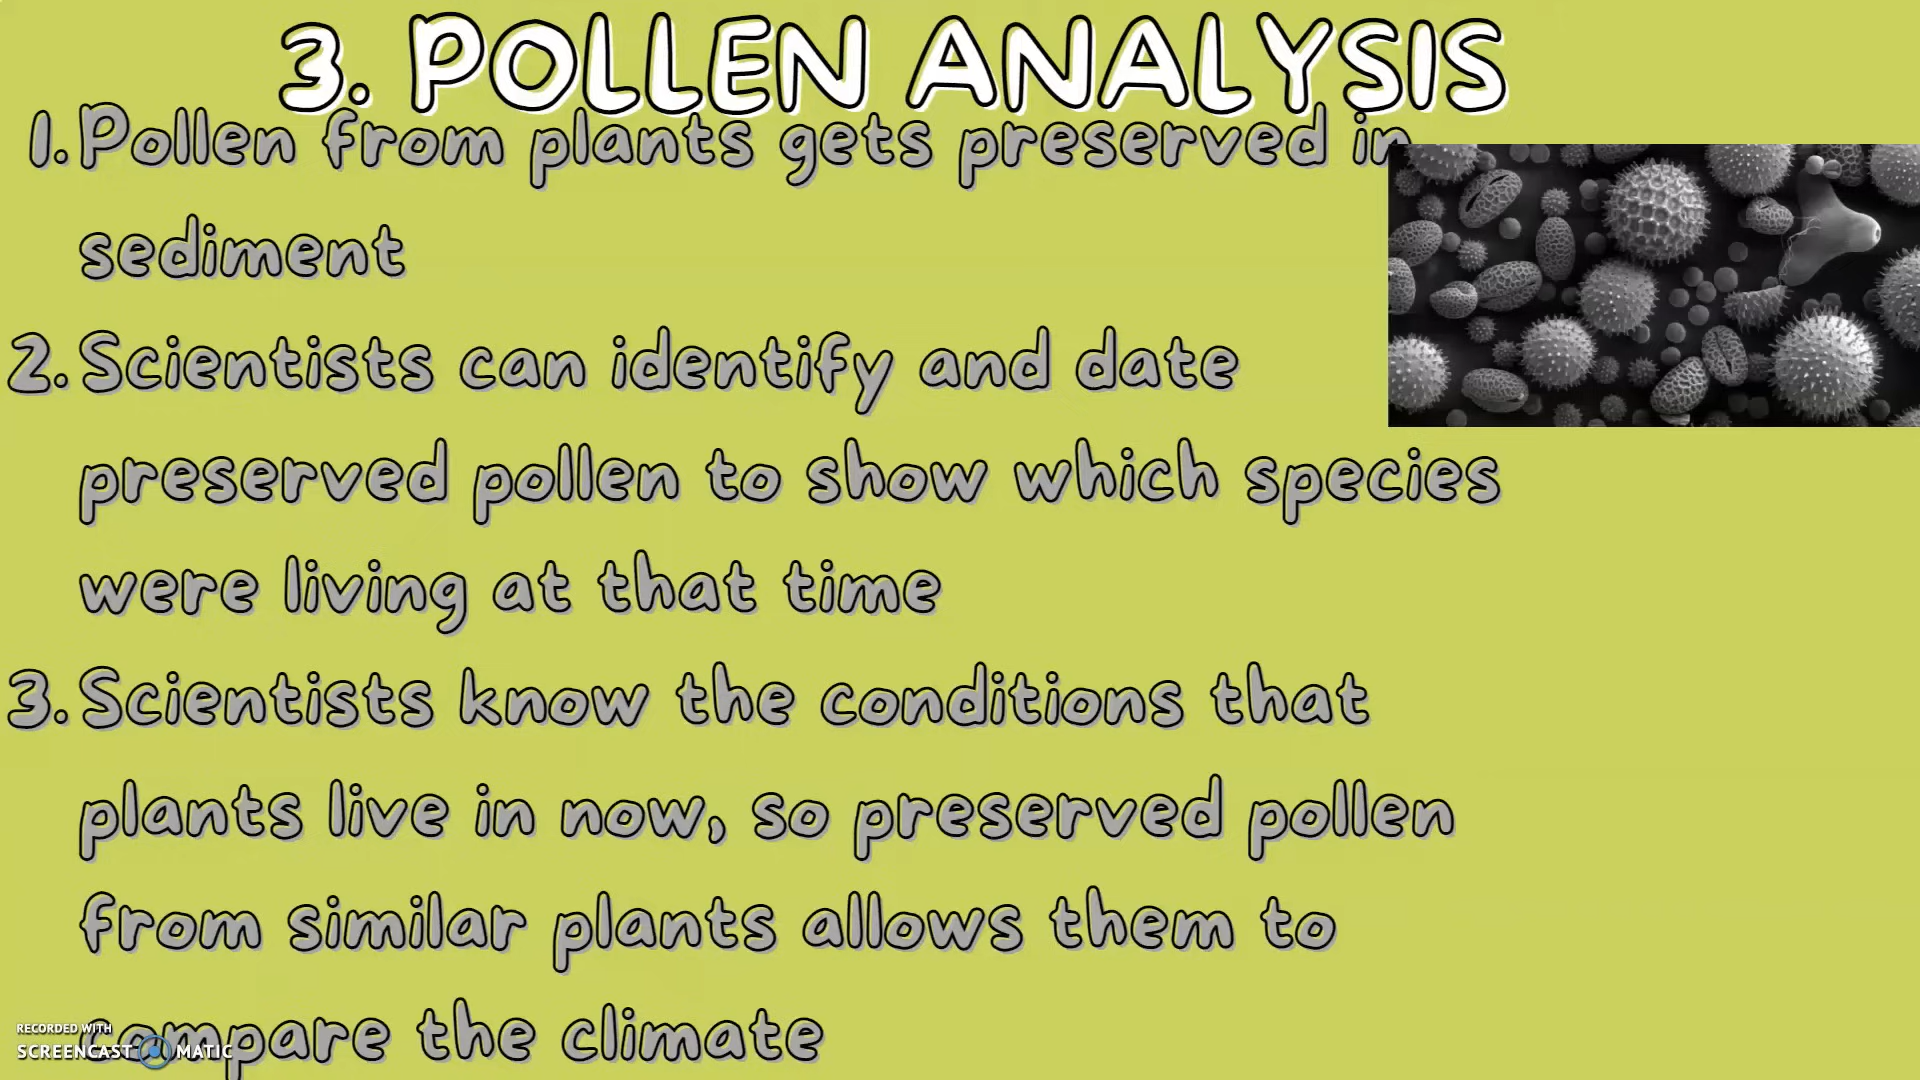 3. POLLEN ANALYSIS
1. Pollen from plants gets preserved in
sediment
2. Scientists can identify and date
preserved pollen to show which species
were living at that time
3. Scientists know the conditions that
plants live in now, so preserved pollen
from similar plants allows them to
compare the climate
RECORDED WITH
SCREENCAST MATIC